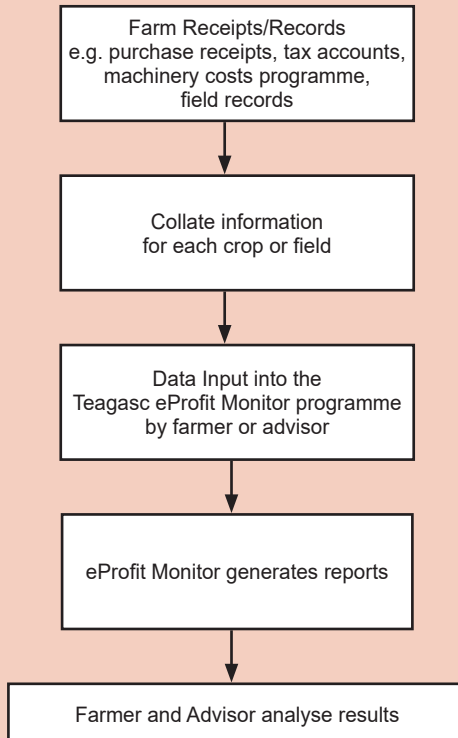 Farm Receipts/Records
e.g. purchase receipts, tax accounts,
machinery costs programme,
field records
Collate information
for each crop or field
Data Input into the
Teagasc eProfit Monitor programme
by farmer or advisor
eProfit Monitor generates reports
Farmer and Advisor analyse results